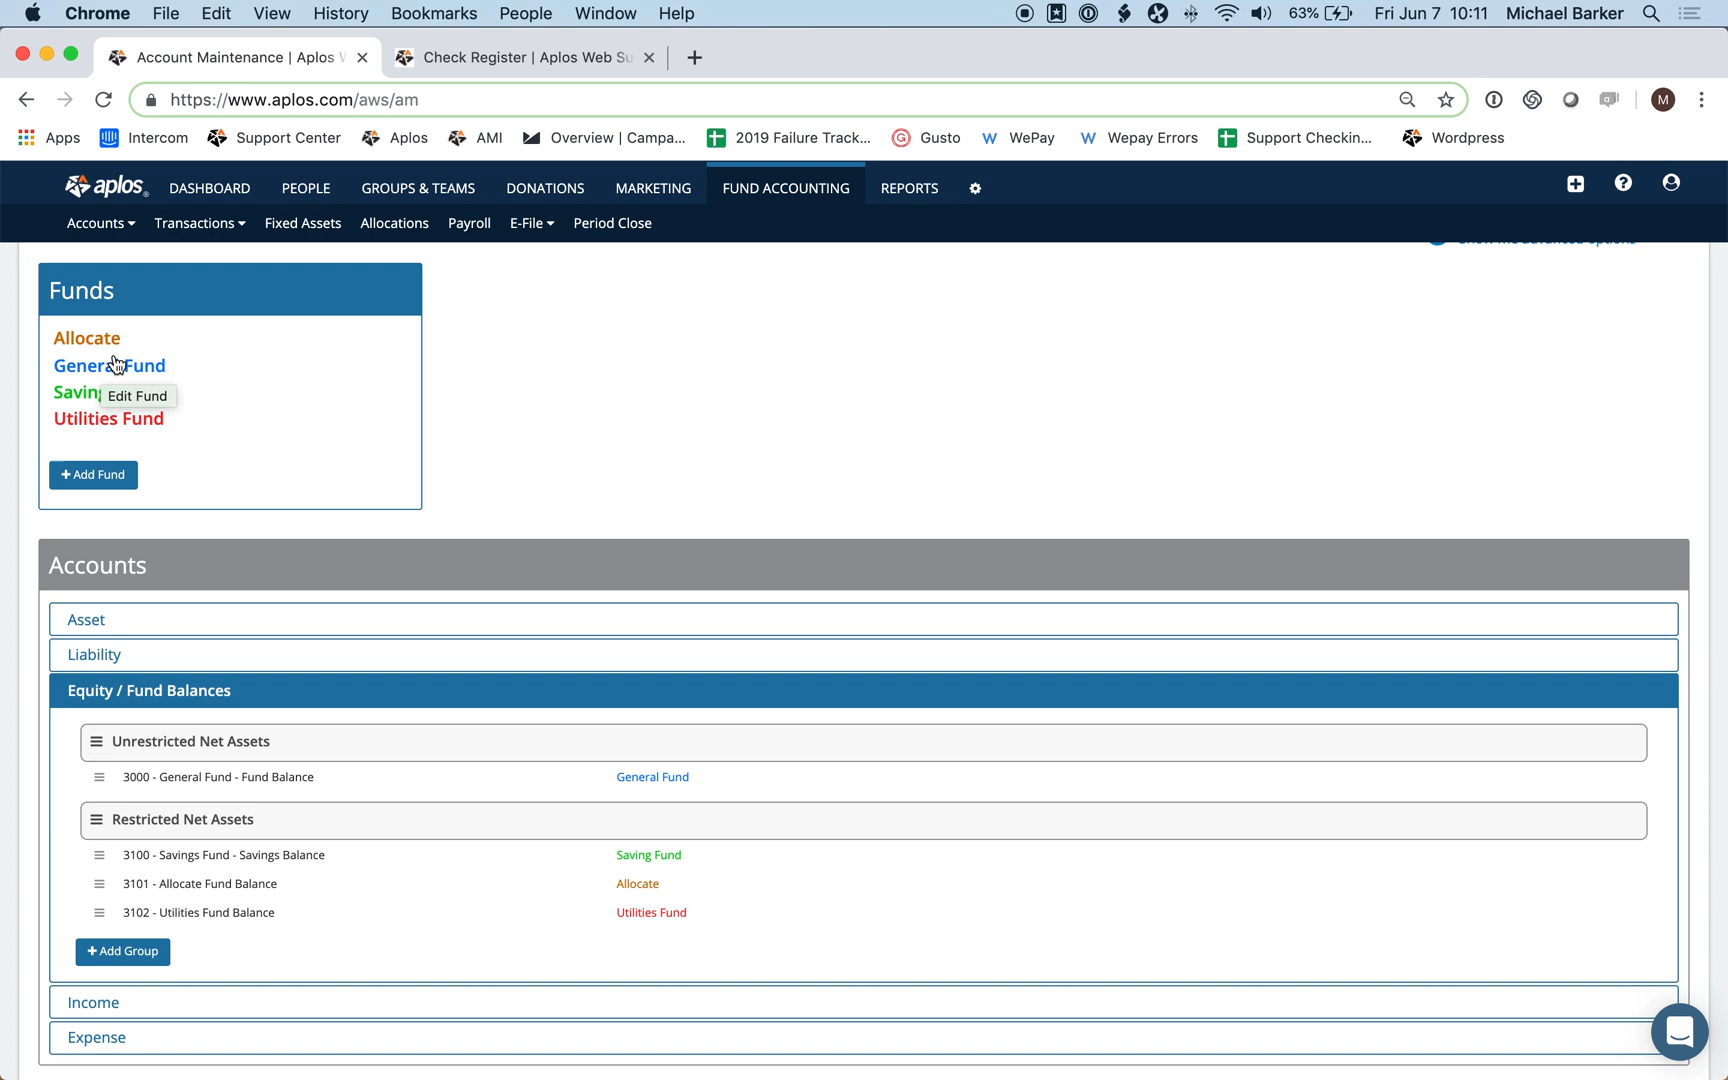 Chrome File Edit View History Bookmarks People Window Help 63% Fri Jun 7 10:11 Michael Barker
Account Maintenance | Aplos Check Register | Aplos Web Su
https://www.aplos.com/aws/am M
Apps Intercom Support Center Aplos AMI Overview | Campa... 2019 Failure Track... Gusto WePay Wepay Errors Support Checkin... Wordpress
aplos DASHBOARD PEOPLE GROUPS & TEAMS DONATIONS MARKETING FUND ACCOUNTING REPORTS
Accounts Transactions Fixed Assets Allocations Payroll E-File Period Close
Funds
Allocate
General Fund
Saving
Edit Fund
Utilities Fund
+ Add Fund
Accounts
Asset
Liability
Equity / Fund Balances
Unrestricted Net Assets
3000 - General Fund - Fund Balance General Fund
Restricted Net Assets
3100 - Savings Fund - Savings Balance Saving Fund
3101 - Allocate Fund Balance Allocate
3102 - Utilities Fund Balance Utilities Fund
+ Add Group
Income
Expense